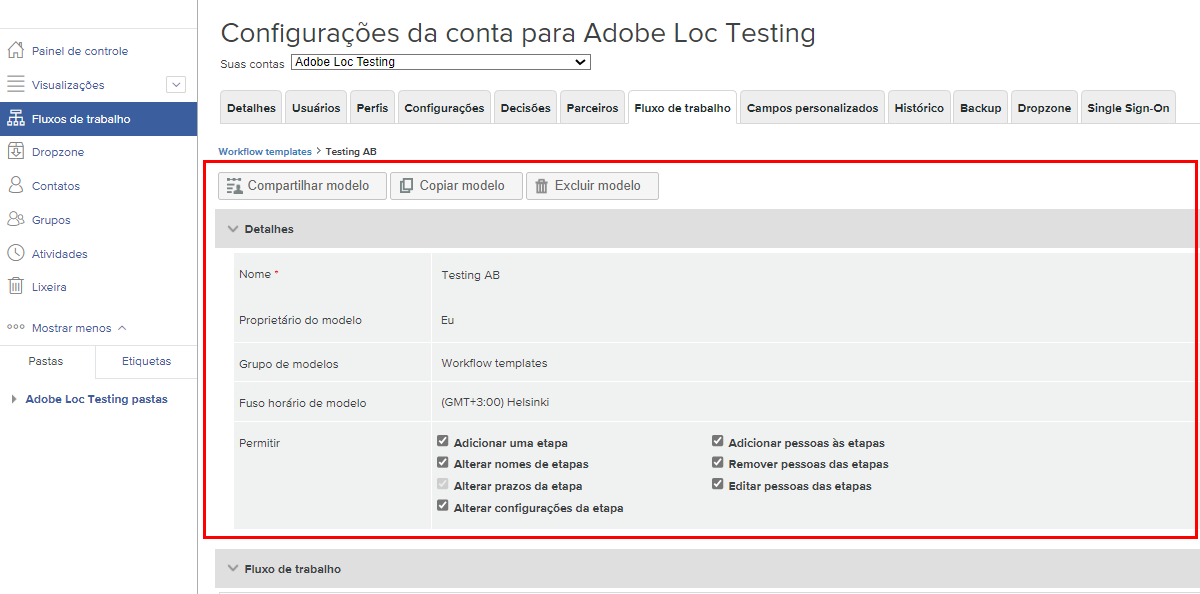 Configurações da conta para Adobe Loc Testing
Suas contas Adobe Loc Testing
Painel de controle
Visualizações
Fluxos de trabalho
Dropzone
Contatos
Grupos
Atividades
Lixeira
Mostrar menos
Pastas Etiquetas
Adobe Loc Testing pastas
Detalhes Usuários Perfis Configurações Decisões Parceiros Fluxo de trabalho Campos personalizados Histórico Backup Dropzone Single Sign-On
Workflow templates > Testing AB
Compartilhar modelo Copiar modelo Excluir modelo
Detalhes
Nome * Testing AB
Proprietário do modelo Eu
Grupo de modelos Workflow templates
Fuso horário de modelo (GMT+3:00) Helsinki
Permitir
Adicionar uma etapa Adicionar pessoas às etapas
Alterar nomes de etapas Remover pessoas das etapas
Alterar prazos da etapa Editar pessoas das etapas
Alterar configurações da etapa
Fluxo de trabalho